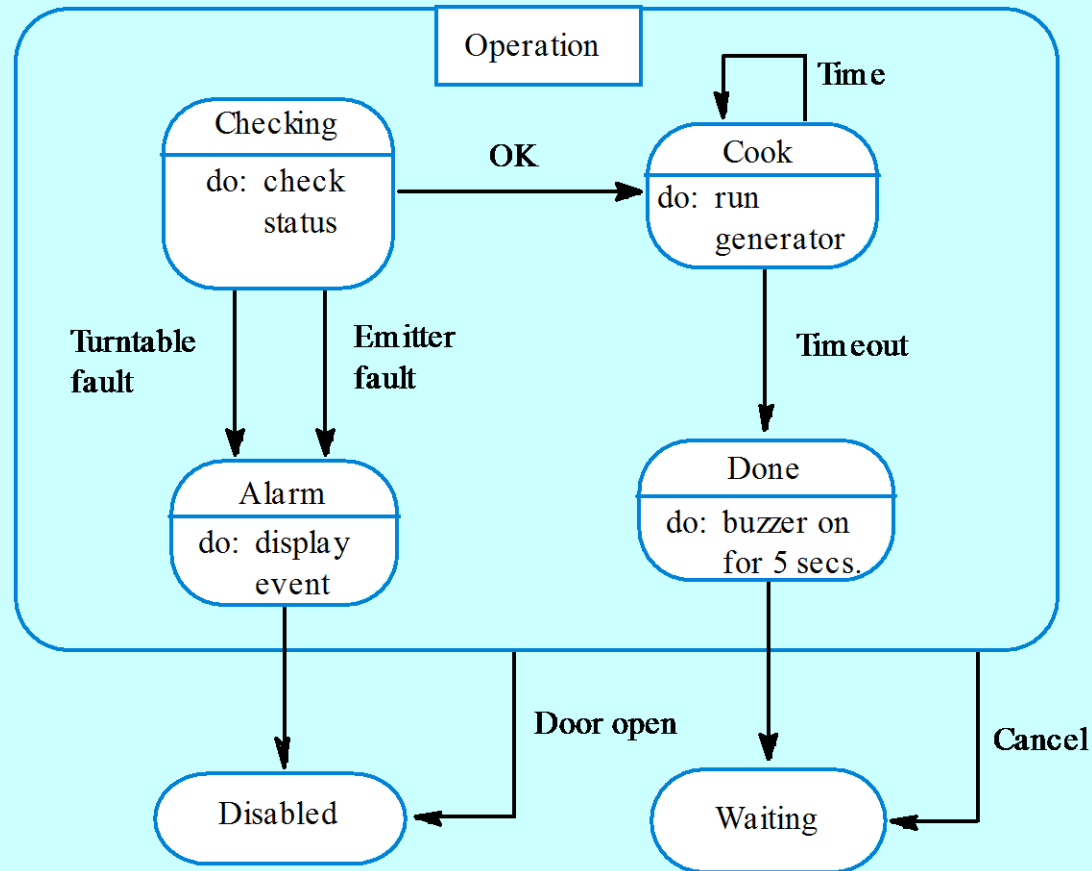 Operation
Time
Checking
do: check
status
OK
Cook
do: run
generator
Turntable
fault
Emitter
fault
Timeout
Alarm
do: display
event
Done
do: buzzer on
for 5 secs.
Door open
Cancel
Disabled
Waiting